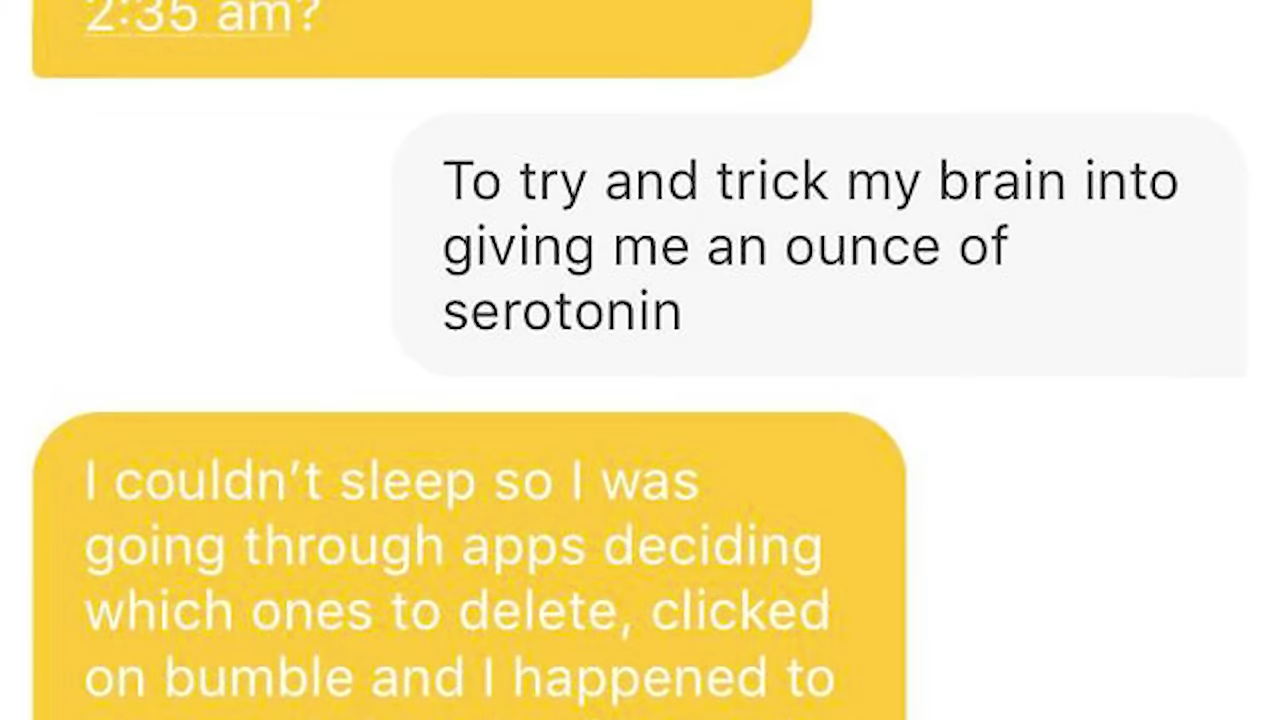 2:35 am?
To try and trick my brain into
giving me an ounce of
serotonin
I couldn’t sleep so I was
going through apps deciding
which ones to delete, clicked
on bumble and I happened to